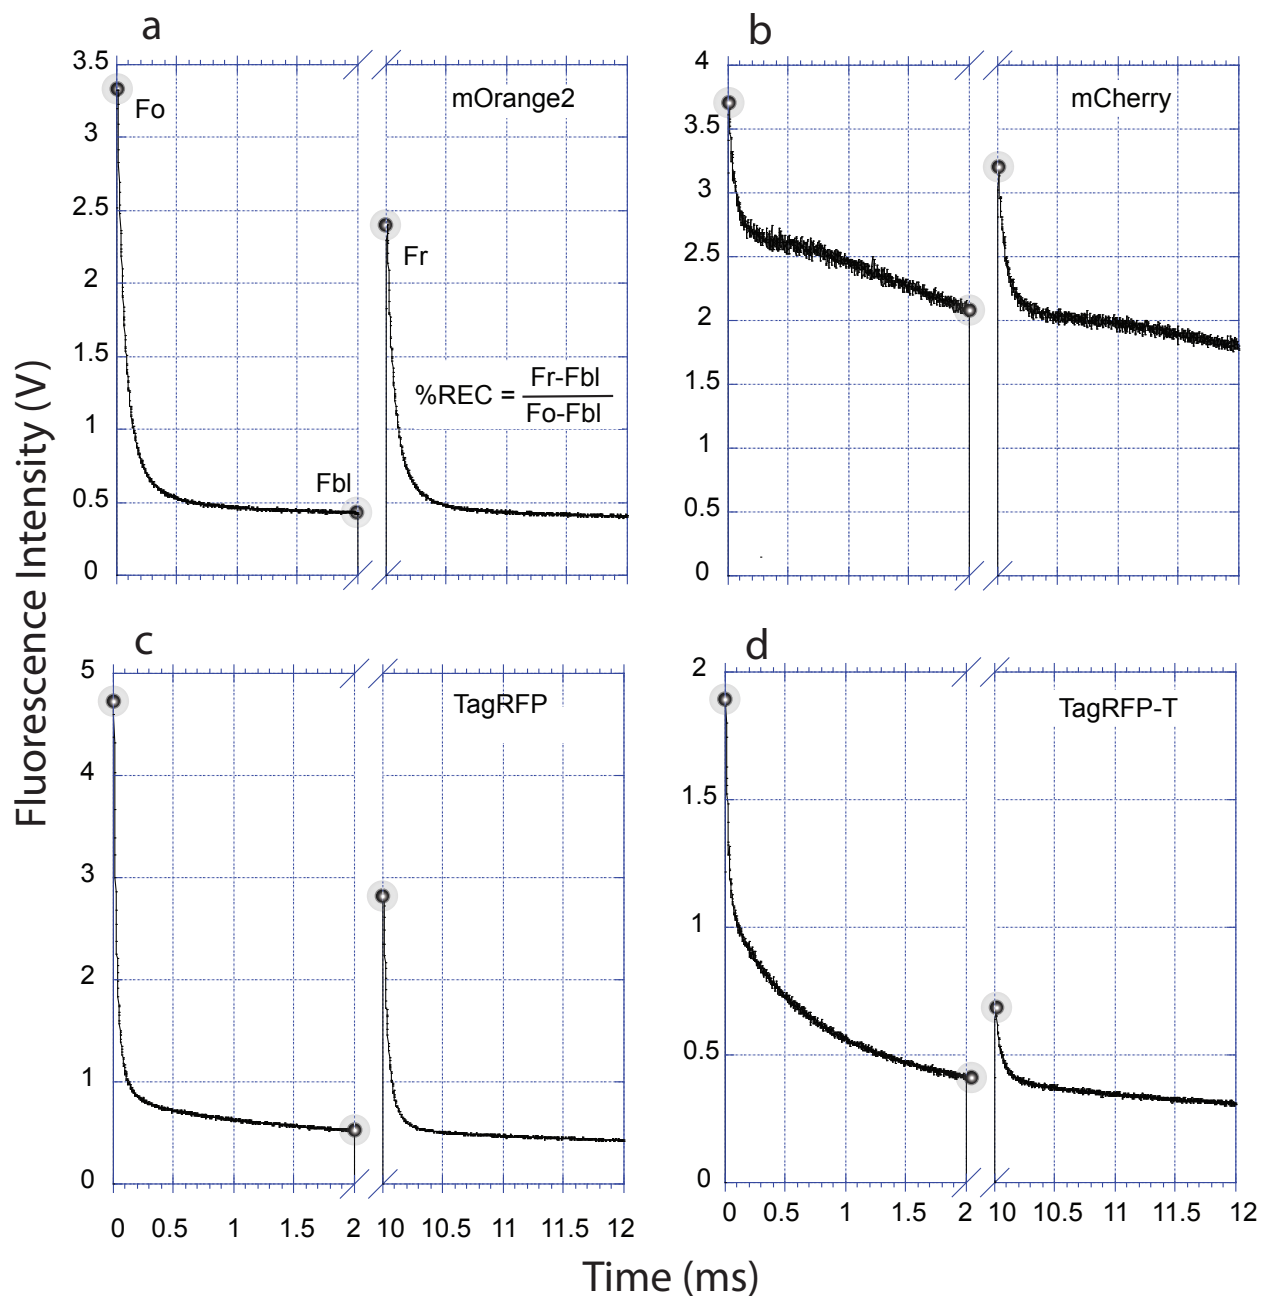 a
b
3.5
3
2.5
2
1.5
1
0.5
0
mOrange2
Fo
Fr
Fbl
%REC = Fr-Fbl
Fo-Fbl
4
3.5
3
2.5
2
1.5
1
0.5
0
mCherry
Fluorescence Intensity (V)
c
d
5
4
3
2
1
0
TagRFP
0 0.5 1 1.5 2 10 10.5 11 11.5 12
2
1.5
1
0.5
0
TagRFP-T
0 0.5 1 1.5 2 10 10.5 11 11.5 12
Time (ms)